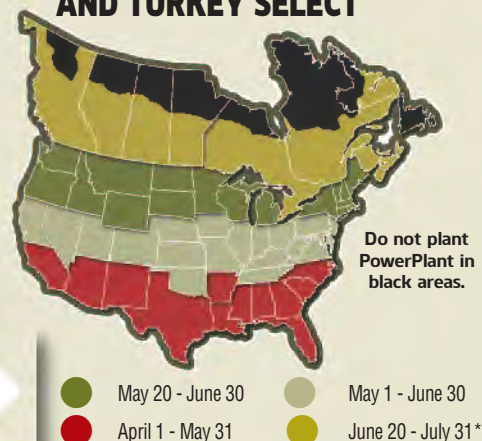 AND TURKEY SELECT
Do not plant
PowerPlant in
black areas.
May 20 - June 30
May 1 - June 30
April 1 - May 31
June 20 - July 31*